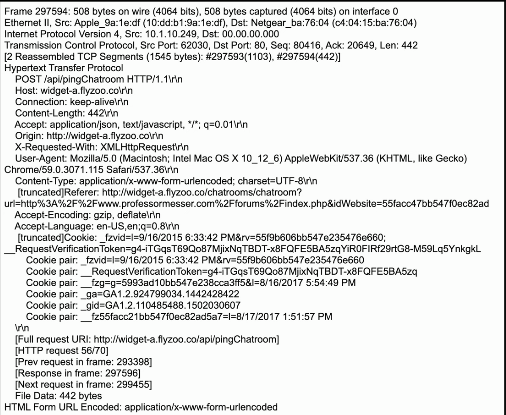 Frame 297594: 508 bytes on wire (4064 bits), 508 bytes captured (4064 bits) on interface 0
Ethernet II, Src: Apple_9a:1e:df (10:dd:b1:9a:1e:df), Dst: Netgear_ba:76:04 (c4:04:15:ba:76:04)
Internet Protocol Version 4, Src: 10.1.10.249, Dst: 00.00.00.000
Transmission Control Protocol, Src Port: 62030, Dst Port: 80, Seq: 80416, Ack: 20649, Len: 442
[2 Reassembled TCP Segments (1545 bytes): #297593(1103), #297594(442)]
Hypertext Transfer Protocol
POST /api/pingChatroom HTTP/1.1\r\n
Host: widget-a.flyzoo.co\r\n
Connection: keep-alive\r\n
Content-Length: 442\r\n
Accept: application/json, text/javascript, */*; q=0.01\r\n
Origin: http://widget-a.flyzoo.co\r\n
X-Requested-With: XMLHttpRequest\r\n
User-Agent: Mozilla/5.0 (Macintosh; Intel Mac OS X 10_12_6) AppleWebKit/537.36 (KHTML, like Gecko)
Chrome/59.0.3071.115 Safari/537.36\r\n
Content-Type: application/x-www-form-urlencoded; charset=UTF-8\r\n
[truncated]Referer: http://widget-a.flyzoo.co/chatrooms/chatroom?
url=http%3A%2F%2Fwww.professormesser.com%2Fforums%2Findex.php&idWebsite=55facc47bb547f0ec82ad
Accept-Encoding: gzip, deflate\r\n
Accept-Language: en-US,en;q=0.8\r\n
[truncated]Cookie: _fzvid=l=9/16/2015 6:33:42 PM&rv=55f9b606bb547e235476e660;
__RequestVerificationToken=g4-iTGqsT69Qo87MjixNqTBDT-x8FQFE5BA5zqYiR0FIRf29rtG8-M59Lq5YnkgkL
Cookie pair: _fzvid=l=9/16/2015 6:33:42 PM&rv=55f9b606bb547e235476e660
Cookie pair: __RequestVerificationToken=g4-iTGqsT69Qo87MjixNqTBDT-x8FQFE5BA5zq
Cookie pair: __fzg=g=5993ad10bb547e238cca3ff5&l=8/16/2017 5:54:49 PM
Cookie pair: _ga=GA1.2.924799034.1442428422
Cookie pair: _gid=GA1.2.110485488.1502030607
Cookie pair: __fz55facc21bb547f0ec82ad5a7=l=8/17/2017 1:51:57 PM
\r\n
[Full request URI: http://widget-a.flyzoo.co/api/pingChatroom]
[HTTP request 56/70]
[Prev request in frame: 293398]
[Response in frame: 297596]
[Next request in frame: 299455]
File Data: 442 bytes
HTML Form URL Encoded: application/x-www-form-urlencoded